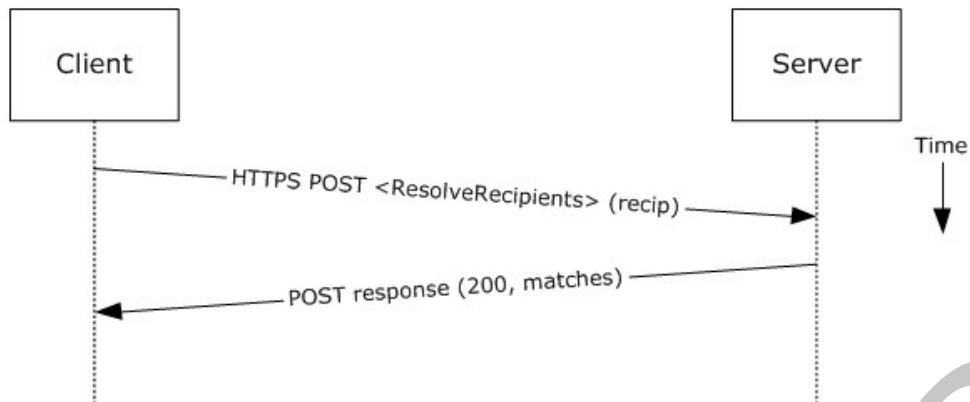 Client
Server
Time
HTTPS POST <ResolveRecipients> (recip)
POST response (200, matches)